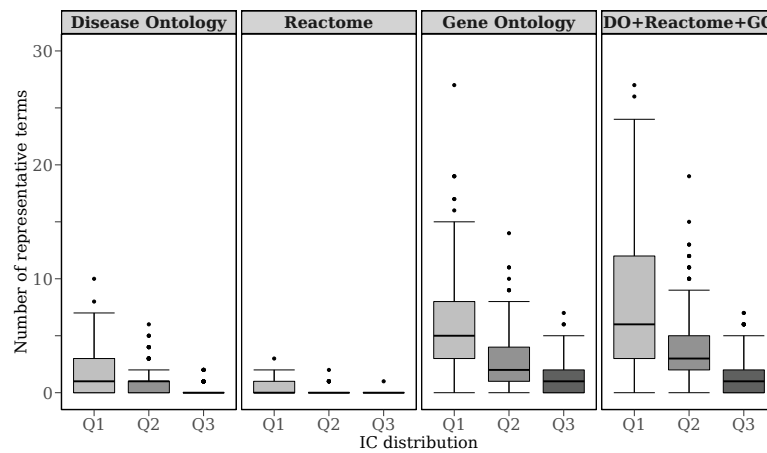 Disease Ontology
Reactome
Gene Ontology
DO+Reactome+GO
Number of representative terms
30
20
10
0
Q1 Q2 Q3
Q1 Q2 Q3
Q1 Q2 Q3
Q1 Q2 Q3
IC distribution